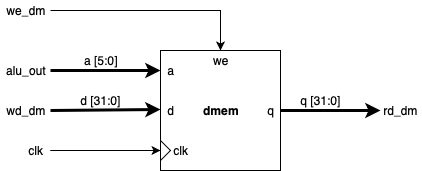 we_dm
we
alu_out
a [5:0]
a
wd_dm
d [31:0]
d
dmem
q
q [31:0]
rd_dm
clk
clk